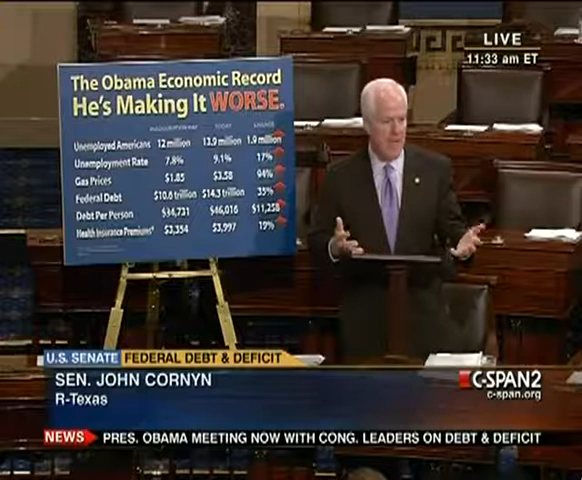 LIVE
11:33 am ET
The Obama Economic Record
He's Making It WORSE.
INAUGURATION DAY TODAY CHANGE
Unemployed Americans 12 million 13.9 million 1.9 million
Unemployment Rate 7.8% 9.1% 17%
Gas Prices $1.85 $3.58 94%
Federal Debt $10.6 trillion $14.3 trillion 35%
Debt Per Person $34,731 $46,016 $11,258
Health Insurance Premiums* $3,354 $3,997 19%
U.S. SENATE FEDERAL DEBT & DEFICIT
SEN. JOHN CORNYN
R-Texas
C-SPAN2
c-span.org
NEWS PRES. OBAMA MEETING NOW WITH CONG. LEADERS ON DEBT & DEFICIT